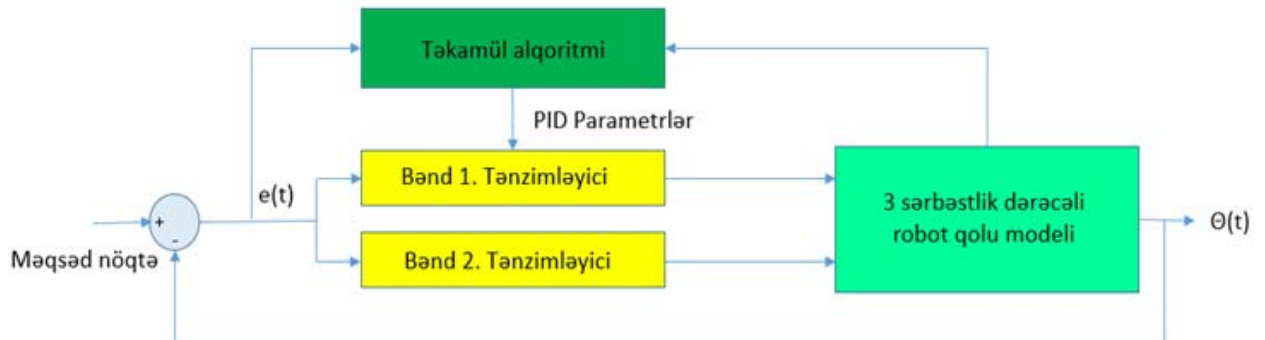 Təkamül alqoritmi
PID Parametrlər
Bənd 1. Tənzimləyici
e(t)
+
-
3 sərbəstlik dərəcəli
robot qolu modeli
Θ(t)
Məqsəd nöqtə
Bənd 2. Tənzimləyici